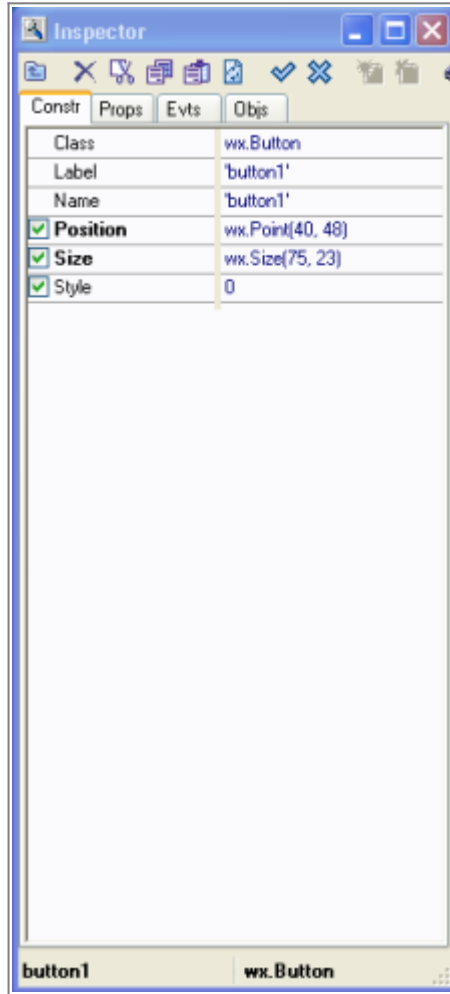 Inspector
Constr Props Evts Objs
Class wx.Button
Label 'button1'
Name 'button1'
Position wx.Point(40, 48)
Size wx.Size(75, 23)
Style 0
button1 wx.Button